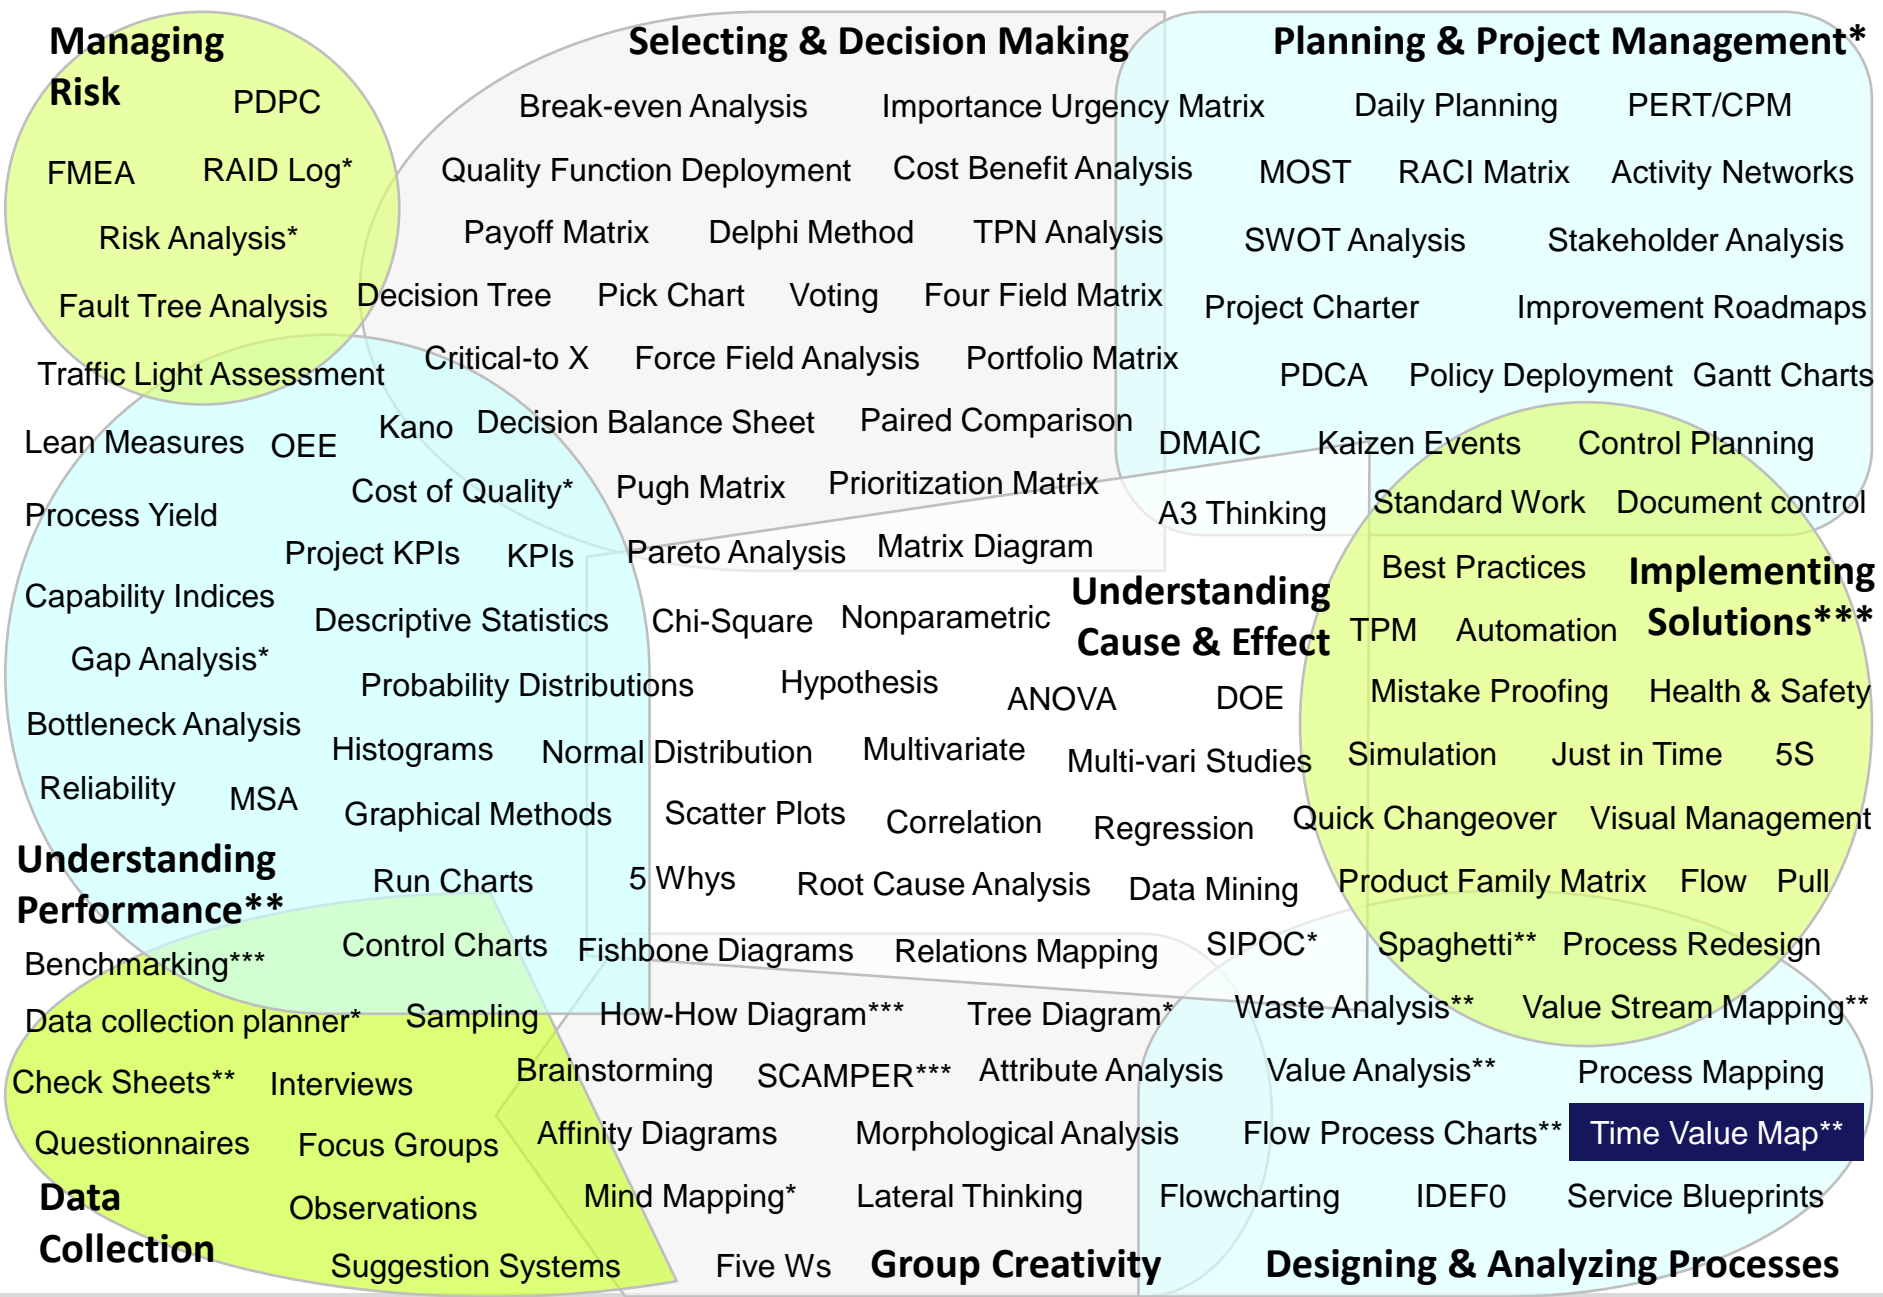 Managing
Risk
Selecting & Decision Making
Planning & Project Management*
PDPC
Break-even Analysis
Importance Urgency Matrix
Daily Planning
PERT/CPM
FMEA
RAID Log*
Quality Function Deployment
Cost Benefit Analysis
MOST
RACI Matrix
Activity Networks
Risk Analysis*
Payoff Matrix
Delphi Method
TPN Analysis
SWOT Analysis
Stakeholder Analysis
Fault Tree Analysis
Decision Tree
Pick Chart
Voting
Four Field Matrix
Project Charter
Improvement Roadmaps
Traffic Light Assessment
Critical-to X
Force Field Analysis
Portfolio Matrix
PDCA
Policy Deployment
Gantt Charts
Lean Measures
OEE
Kano
Decision Balance Sheet
Paired Comparison
DMAIC
Kaizen Events
Control Planning
Cost of Quality*
Pugh Matrix
Prioritization Matrix
A3 Thinking
Standard Work
Document control
Process Yield
Project KPIs
KPIs
Pareto Analysis
Matrix Diagram
Understanding
Cause & Effect
Best Practices
Implementing
Solutions***
Capability Indices
Descriptive Statistics
Chi-Square
Nonparametric
TPM
Automation
Gap Analysis*
Probability Distributions
Hypothesis
ANOVA
DOE
Mistake Proofing
Health & Safety
Bottleneck Analysis
Histograms
Normal Distribution
Multivariate
Multi-vari Studies
Simulation
Just in Time
5S
Reliability
MSA
Graphical Methods
Scatter Plots
Correlation
Regression
Quick Changeover
Visual Management
Understanding
Performance**
Run Charts
5 Whys
Root Cause Analysis
Data Mining
Product Family Matrix
Flow
Pull
Benchmarking***
Control Charts
Fishbone Diagrams
Relations Mapping
SIPOC*
Spaghetti**
Process Redesign
Data collection planner*
Sampling
How-How Diagram***
Tree Diagram*
Waste Analysis**
Value Stream Mapping**
Check Sheets**
Interviews
Brainstorming
SCAMPER***
Attribute Analysis
Value Analysis**
Process Mapping
Questionnaires
Focus Groups
Affinity Diagrams
Morphological Analysis
Flow Process Charts**
Time Value Map**
Data
Collection
Observations
Mind Mapping*
Lateral Thinking
Flowcharting
IDEF0
Service Blueprints
Suggestion Systems
Five Ws
Group Creativity
Designing & Analyzing Processes